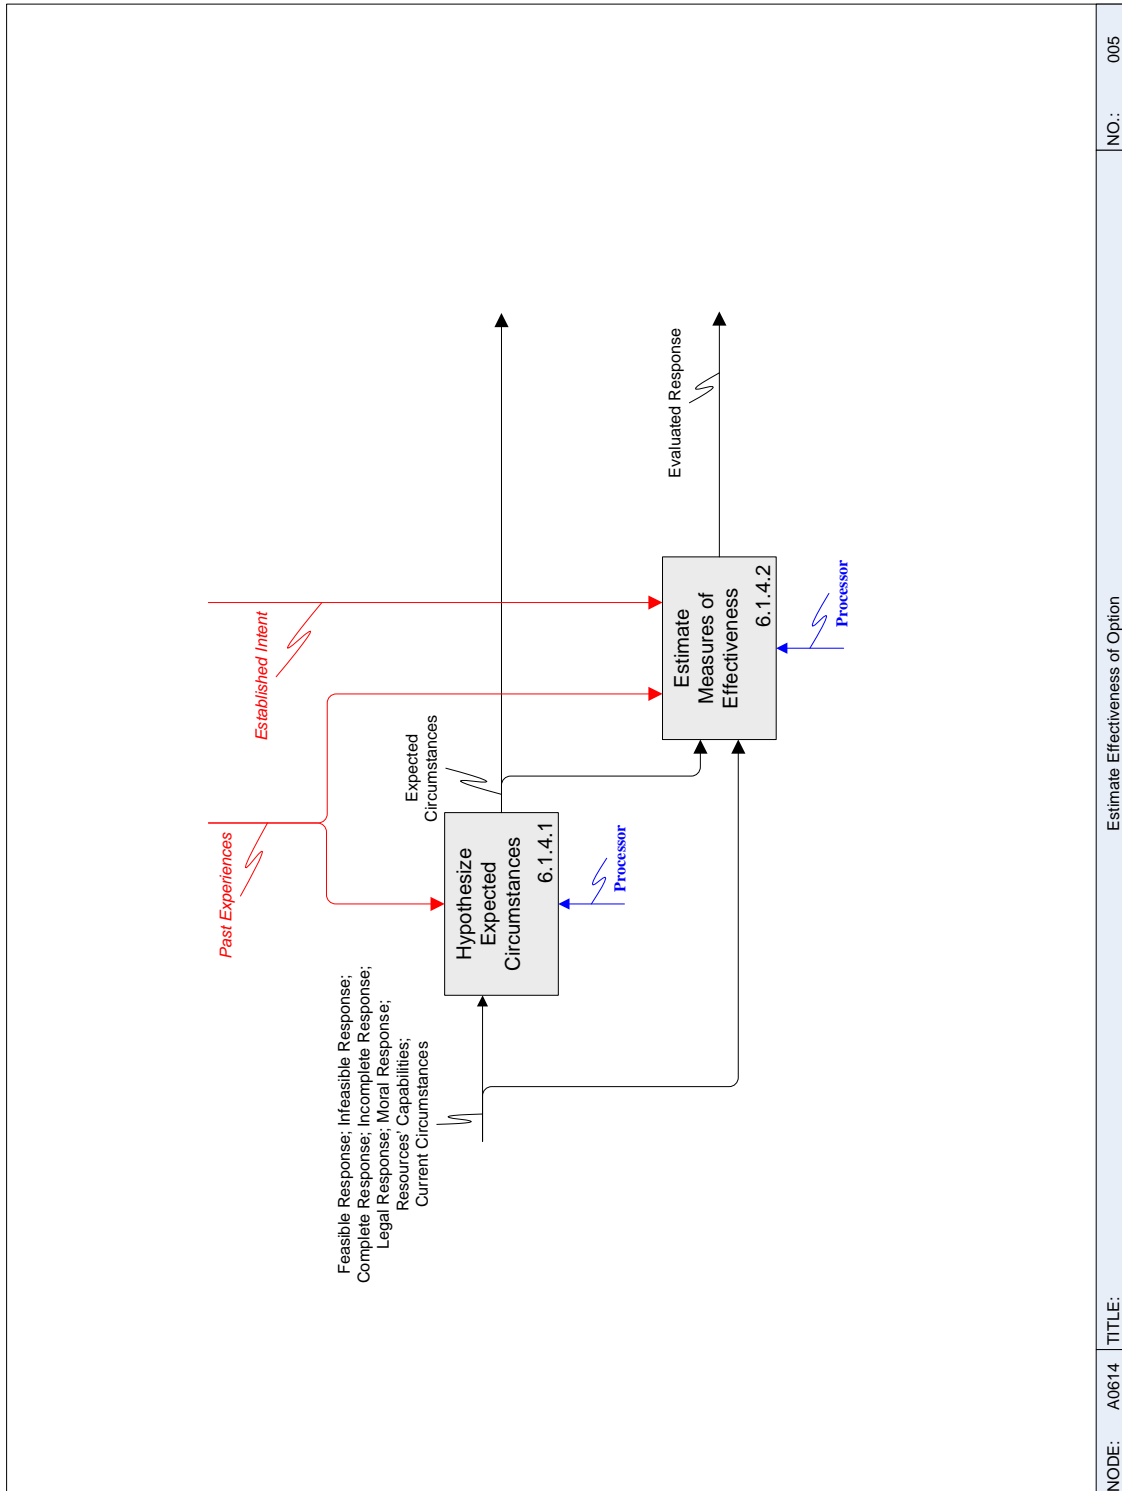 Past Experiences
Established Intent
Feasible Response; Infeasible Response;
Complete Response; Incomplete Response;
Legal Response; Moral Response;
Resources' Capabilities;
Current Circumstances
Expected
Circumstances
Hypothesize
Expected
Circumstances
6.1.4.1
Processor
Evaluated Response
Estimate
Measures of
Effectiveness
6.1.4.2
Processor
NODE: A0614 TITLE: Estimate Effectiveness of Option NO.: 005